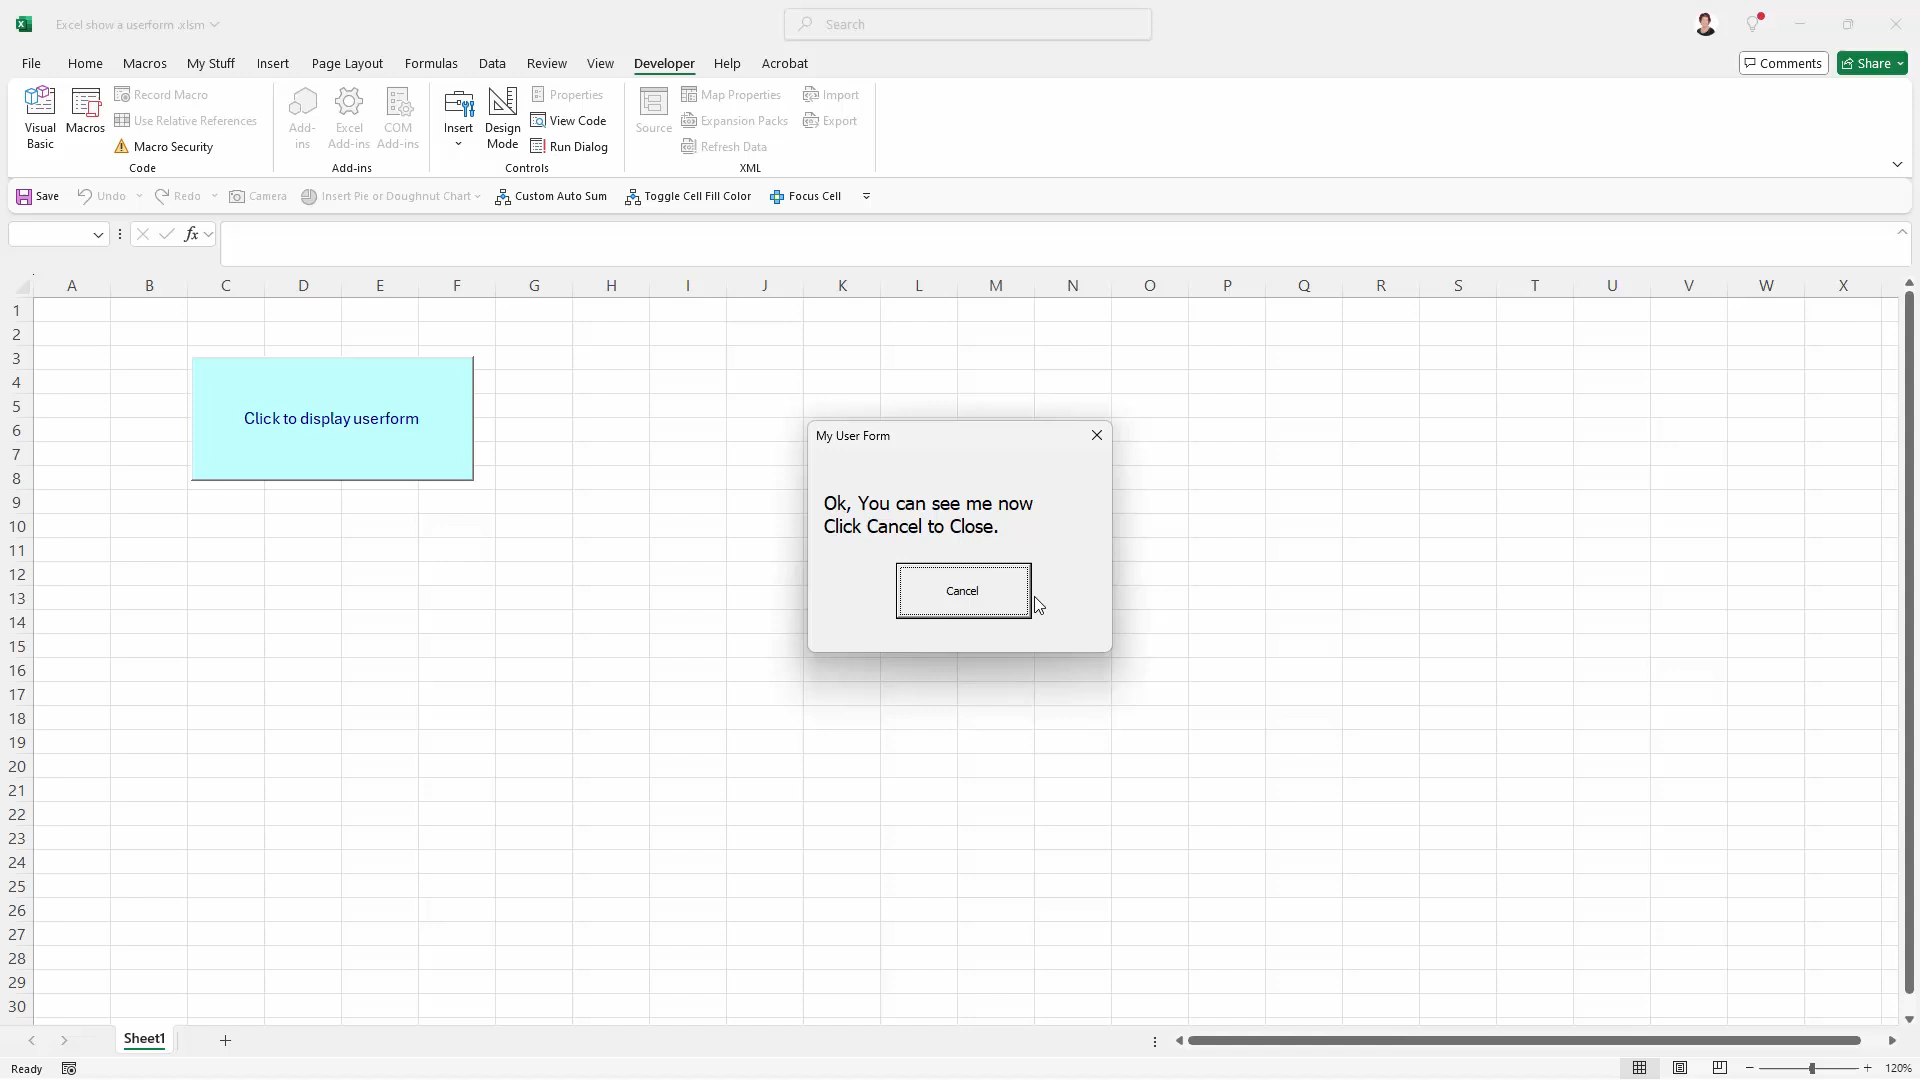 Excel show a userform .xlsm
Search
File Home Macros My Stuff Insert Page Layout Formulas Data Review View Developer Help Acrobat
Comments Share
Visual Basic
Macros
Record Macro
Use Relative References
Macro Security
Code
Add-ins
Excel Add-ins
COM Add-ins
Add-ins
Insert
Design Mode
Properties
View Code
Run Dialog
Controls
Source
Map Properties
Expansion Packs
Refresh Data
Import
Export
XML
Save Undo Redo Camera Insert Pie or Doughnut Chart Custom Auto Sum Toggle Cell Fill Color Focus Cell
fx
A B C D E F G H I J K L M N O P Q R S T U V W X
1
2
3
4
5
6
7
8
9
10
11
12
13
14
15
16
17
18
19
20
21
22
23
24
25
26
27
28
29
30
Click to display userform
My User Form
Ok, You can see me now
Click Cancel to Close.
Cancel
Sheet1
Ready
120%